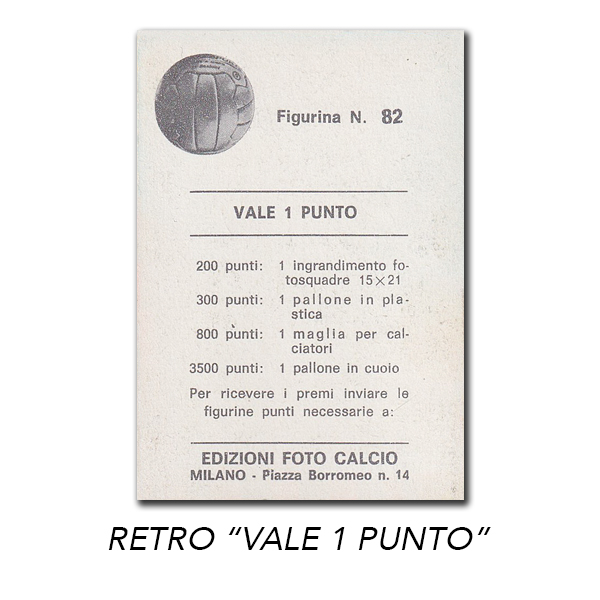 Figurina N. 82
VALE 1 PUNTO
200 punti: 1 ingrandimento fo-
tosquadre 15×21
300 punti: 1 pallone in pla-
stica
800 punti: 1 maglia per cal-
ciatori
3500 punti: 1 pallone in cuoio
Per ricevere i premi inviare le
figurine punti necessarie a:
EDIZIONI FOTO CALCIO
MILANO - Piazza Borromeo n. 14
RETRO “VALE 1 PUNTO”